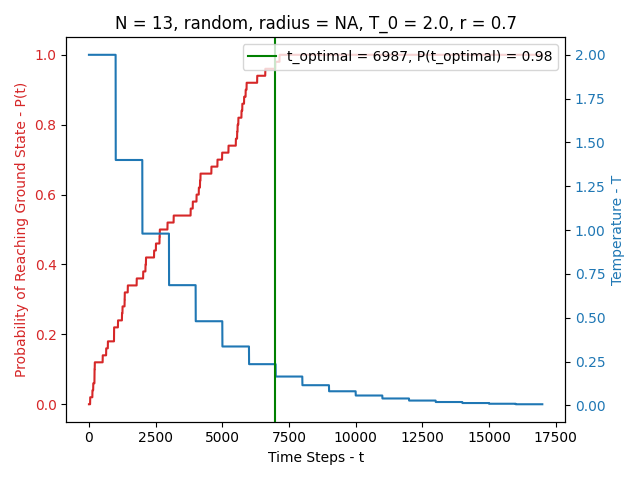 N = 13, random, radius = NA, T_0 = 2.0, r = 0.7
t_optimal = 6987, P(t_optimal) = 0.98
Probability of Reaching Ground State - P(t)
1.0
0.8
0.6
0.4
0.2
0.0
2.00
1.75
1.50
1.25
1.00
0.75
0.50
0.25
0.00
Temperature - T
0 2500 5000 7500 10000 12500 15000 17500
Time Steps - t